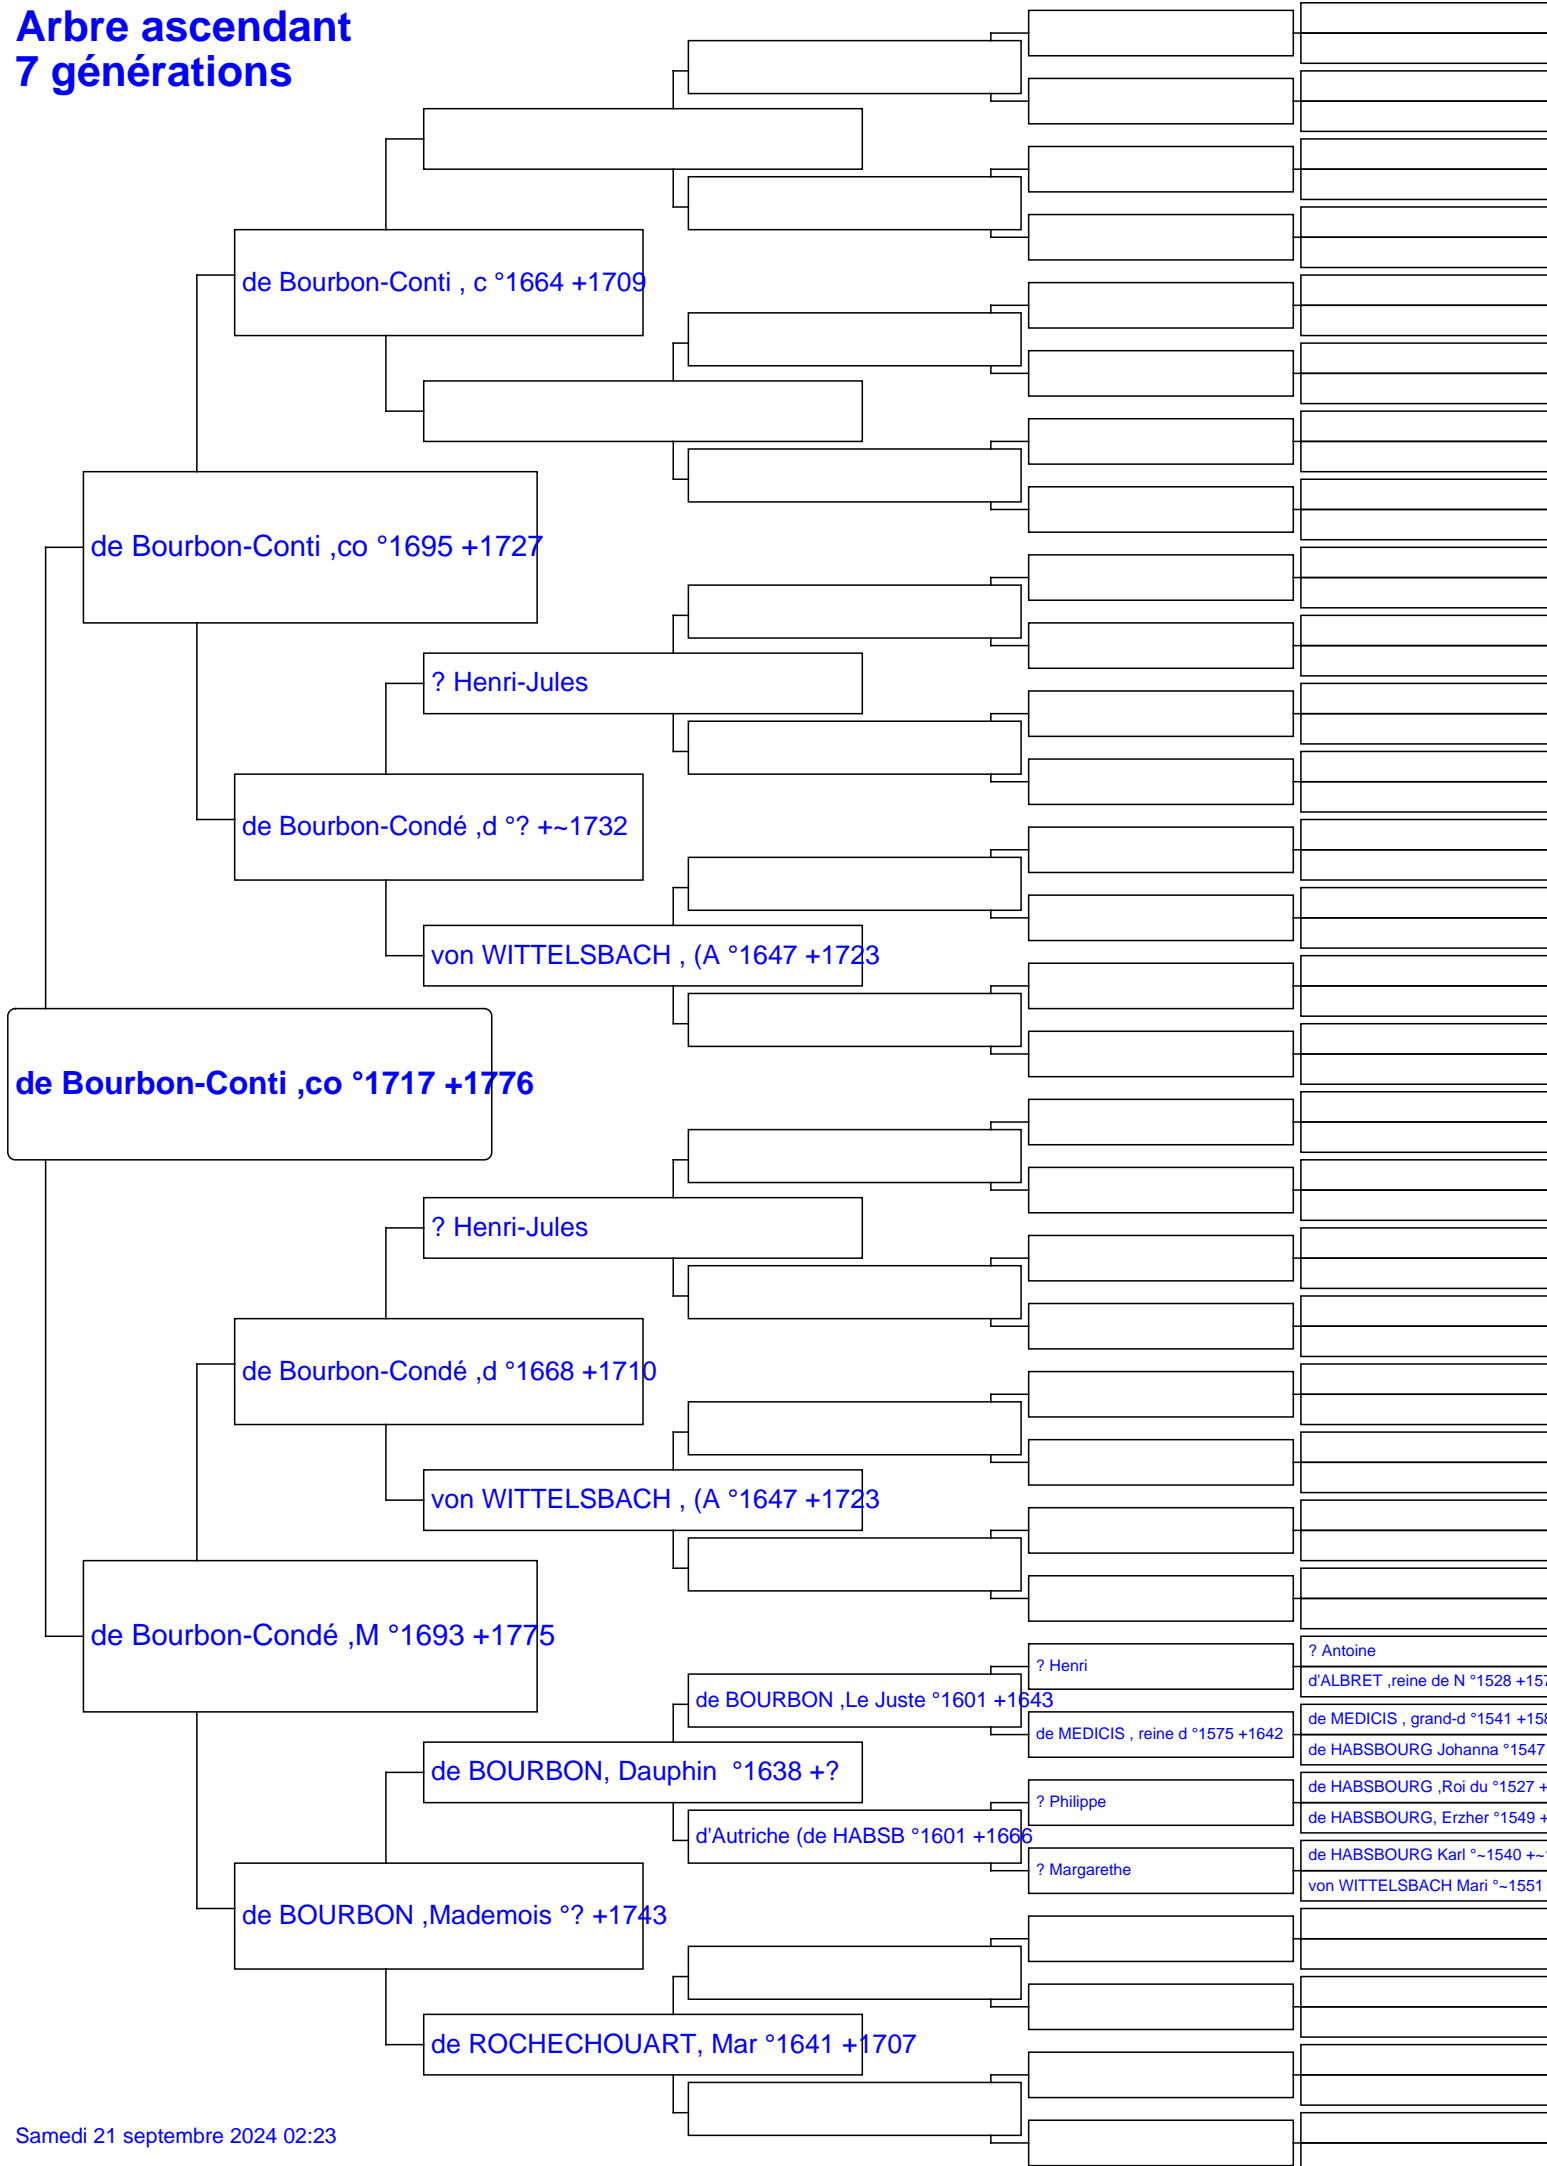 Arbre ascendant
7 générations
de Bourbon-Conti , c °1664 +1709
de Bourbon-Conti ,co °1695 +1727
? Henri-Jules
de Bourbon-Condé ,d °? +~1732
von WITTELSBACH , (A °1647 +1723
de Bourbon-Conti ,co °1717 +1776
? Henri-Jules
de Bourbon-Condé ,d °1668 +1710
von WITTELSBACH , (A °1647 +1723
de Bourbon-Condé ,M °1693 +1775
? Antoine
? Henri
d'ALBRET ,reine de N °1528 +157
de BOURBON ,Le Juste °1601 +1643
de MEDICIS , grand-d °1541 +158
de MEDICIS , reine d °1575 +1642
de HABSBOURG Johanna °1547
de BOURBON, Dauphin °1638 +?
de HABSBOURG ,Roi du °1527 +
? Philippe
de HABSBOURG, Erzher °1549 +
d'Autriche (de HABSB °1601 +1666
de HABSBOURG Karl °~1540 +~
? Margarethe
von WITTELSBACH Mari °~1551
de BOURBON ,Mademois °? +1743
de ROCHECHOUART, Mar °1641 +1707
Samedi 21 septembre 2024 02:23